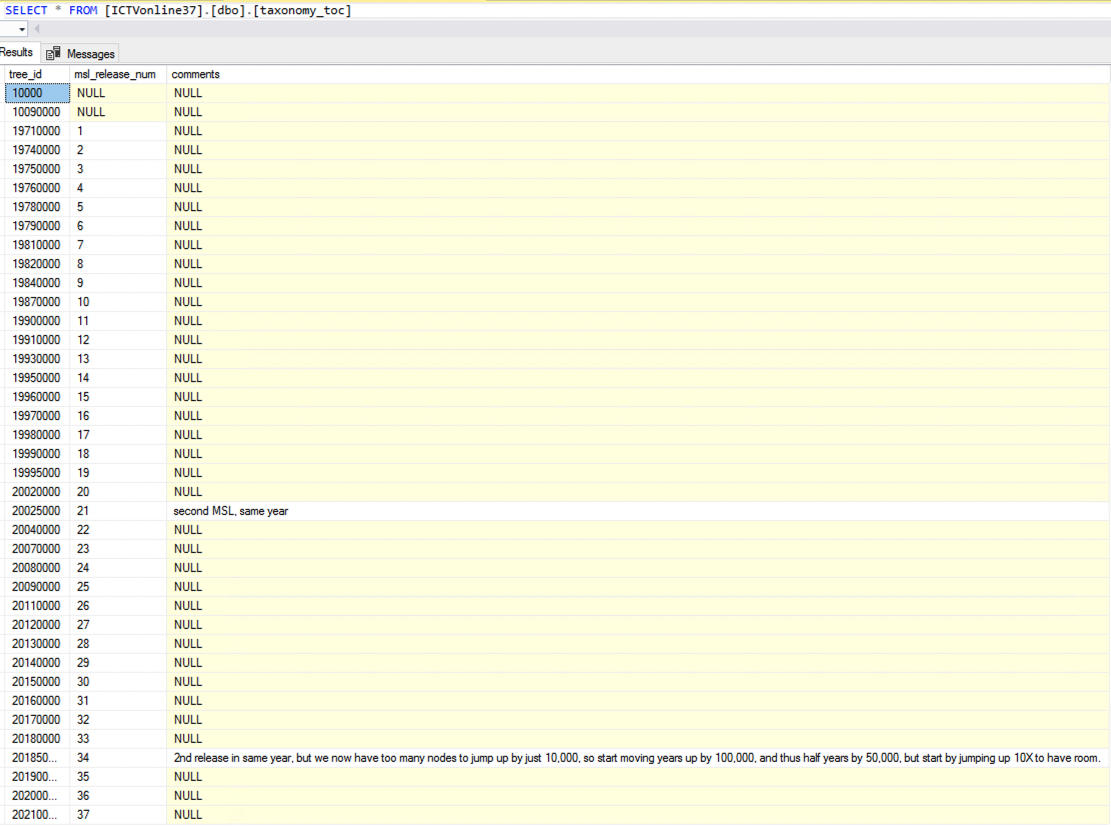 SELECT * FROM [ICTVonline37].[dbo].[taxonomy_toc]
Results Messages
tree_id msl_release_num comments
10000 NULL NULL
10090000 NULL NULL
19710000 1 NULL
19740000 2 NULL
19750000 3 NULL
19760000 4 NULL
19780000 5 NULL
19790000 6 NULL
19810000 7 NULL
19820000 8 NULL
19840000 9 NULL
19870000 10 NULL
19900000 11 NULL
19910000 12 NULL
19930000 13 NULL
19950000 14 NULL
19960000 15 NULL
19970000 16 NULL
19980000 17 NULL
19990000 18 NULL
19995000 19 NULL
20020000 20 NULL
20025000 21 second MSL, same year
20040000 22 NULL
20070000 23 NULL
20080000 24 NULL
20090000 25 NULL
20110000 26 NULL
20120000 27 NULL
20130000 28 NULL
20140000 29 NULL
20150000 30 NULL
20160000 31 NULL
20170000 32 NULL
20180000 33 NULL
201850... 34 2nd release in same year, but we now have too many nodes to jump up by just 10,000, so start moving years up by 100,000, and thus half years by 50,000, but start by jumping up 10X to have room.
201900... 35 NULL
202000... 36 NULL
202100... 37 NULL